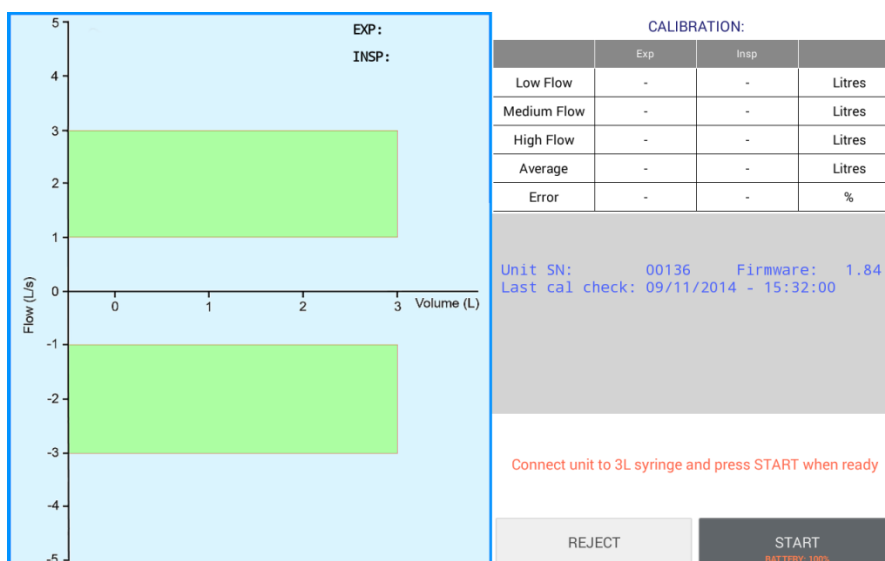 EXP:
INSP:
5
4
3
2
1
0
-1
-2
-3
-4
-5
Flow (L/s)
0 1 2 3 Volume (L)
CALIBRATION:
Exp Insp
Low Flow - - Litres
Medium Flow - - Litres
High Flow - - Litres
Average - - Litres
Error - - %
Unit SN: 00136 Firmware: 1.84
Last cal check: 09/11/2014 - 15:32:00
Connect unit to 3L syringe and press START when ready
REJECT
START
BATTERY: 100%